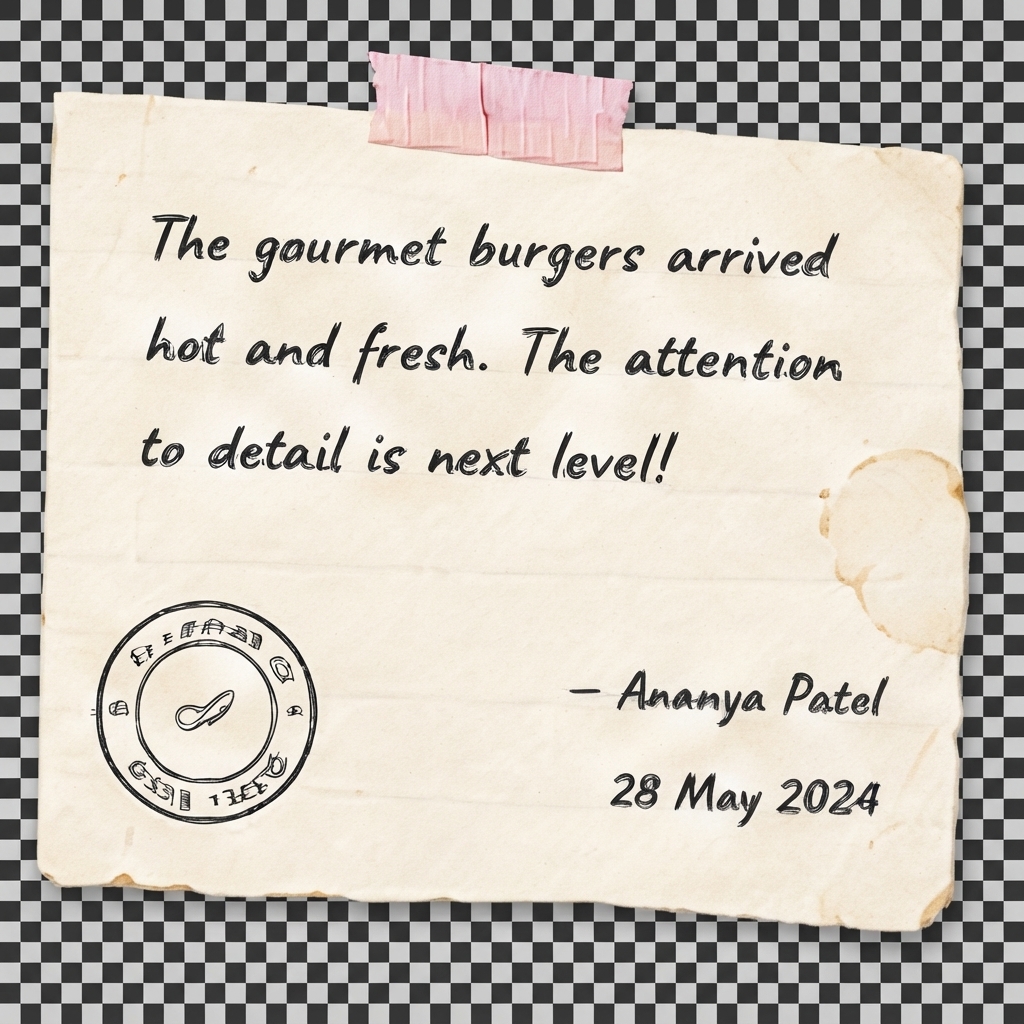 The gourmet burgers arrived
hot and fresh. The attention
to detail is next level!
– Ananya Patel
28 May 2024